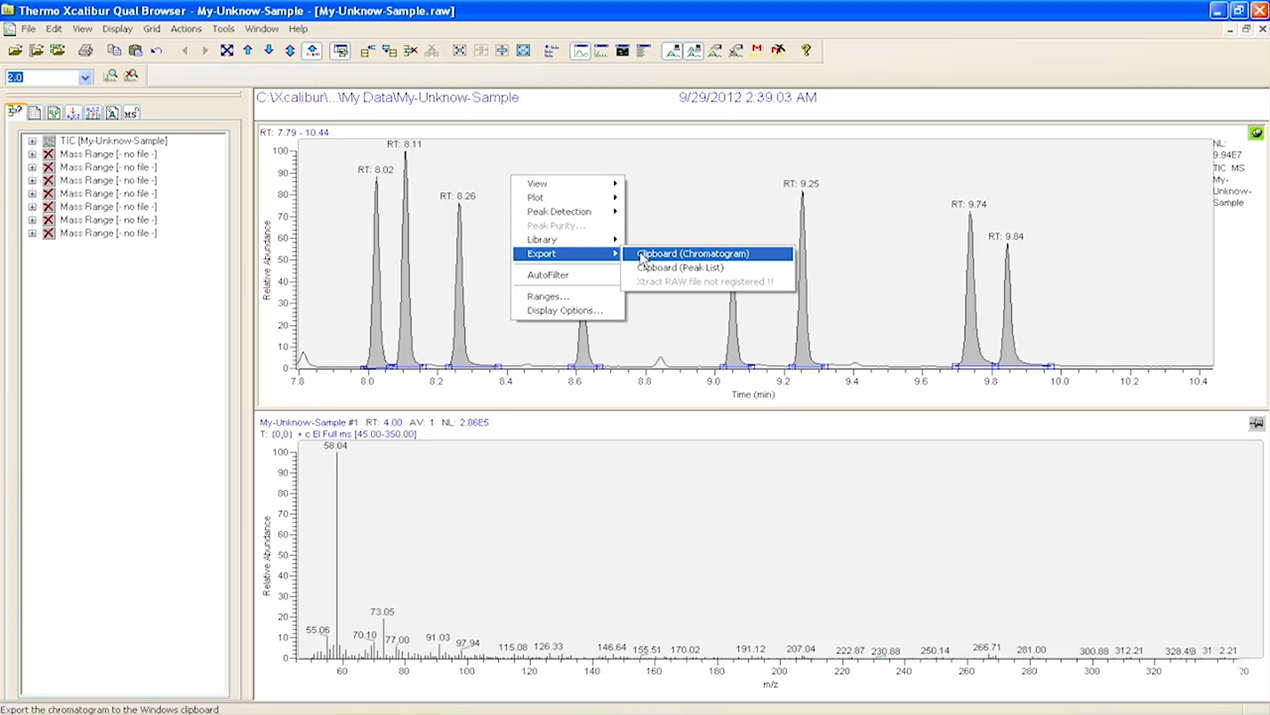 Thermo Xcalibur Qual Browser - My-Unknow-Sample - [My-Unknow-Sample.raw]
File Edit View Display Grid Actions Tools Window Help
2.0
C:\Xcalibur\...\My Data\My-Unknow-Sample 9/29/2012 2:39:03 AM
TIC [My-Unknow-Sample]
Mass Range [- no file -]
Mass Range [- no file -]
Mass Range [- no file -]
Mass Range [- no file -]
Mass Range [- no file -]
Mass Range [- no file -]
Mass Range [- no file -]
RT: 7.79 - 10.44
NL:
9.94E7
TIC MS
My-
Unknow-
Sample
RT: 8.11
RT: 8.02
RT: 8.26
RT: 9.25
RT: 9.74
RT: 9.84
100
90
80
70
60
50
40
30
20
10
0
Relative Abundance
7.8 8.0 8.2 8.4 8.6 8.8 9.0 9.2 9.4 9.6 9.8 10.0 10.2 10.4
Time (min)
View
Plot
Peak Detection
Peak Purity...
Library
Export
AutoFilter
Ranges...
Display Options...
Clipboard (Chromatogram)
Clipboard (Peak List)
Xtract RAW file not registered !!
My-Unknow-Sample #1 RT: 4.00 AV: 1 NL: 2.86E5
T: {0,0} + c EI Full ms [45.00-350.00]
58.04
100
90
80
70
60
50
40
30
20
10
0
Relative Abundance
73.05
55.06 70.10 77.00 91.03 97.94 115.08 126.33 146.64 155.51 170.02 191.12 207.04 222.87 230.88 250.14 266.71 281.00 300.88 312.21 328.49
60 80 100 120 140 160 180 200 220 240 260 280 300 320
m/z
Export the chromatogram to the Windows clipboard